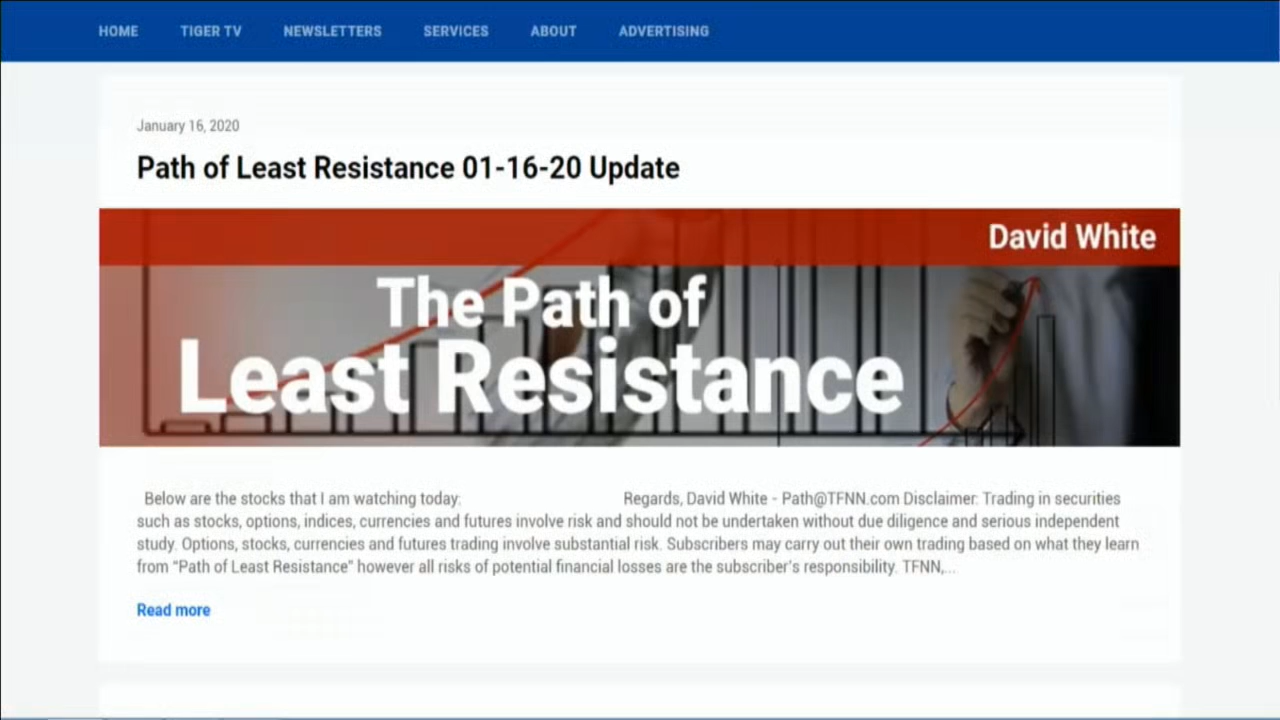 HOME TIGER TV NEWSLETTERS SERVICES ABOUT ADVERTISING
January 16, 2020
Path of Least Resistance 01-16-20 Update
David White
The Path of
Least Resistance
Below are the stocks that I am watching today: Regards, David White - Path@TFNN.com Disclaimer: Trading in securities
such as stocks, options, indices, currencies and futures involve risk and should not be undertaken without due diligence and serious independent
study. Options, stocks, currencies and futures trading involve substantial risk. Subscribers may carry out their own trading based on what they learn
from “Path of Least Resistance” however all risks of potential financial losses are the subscriber’s responsibility. TFNN,...
Read more